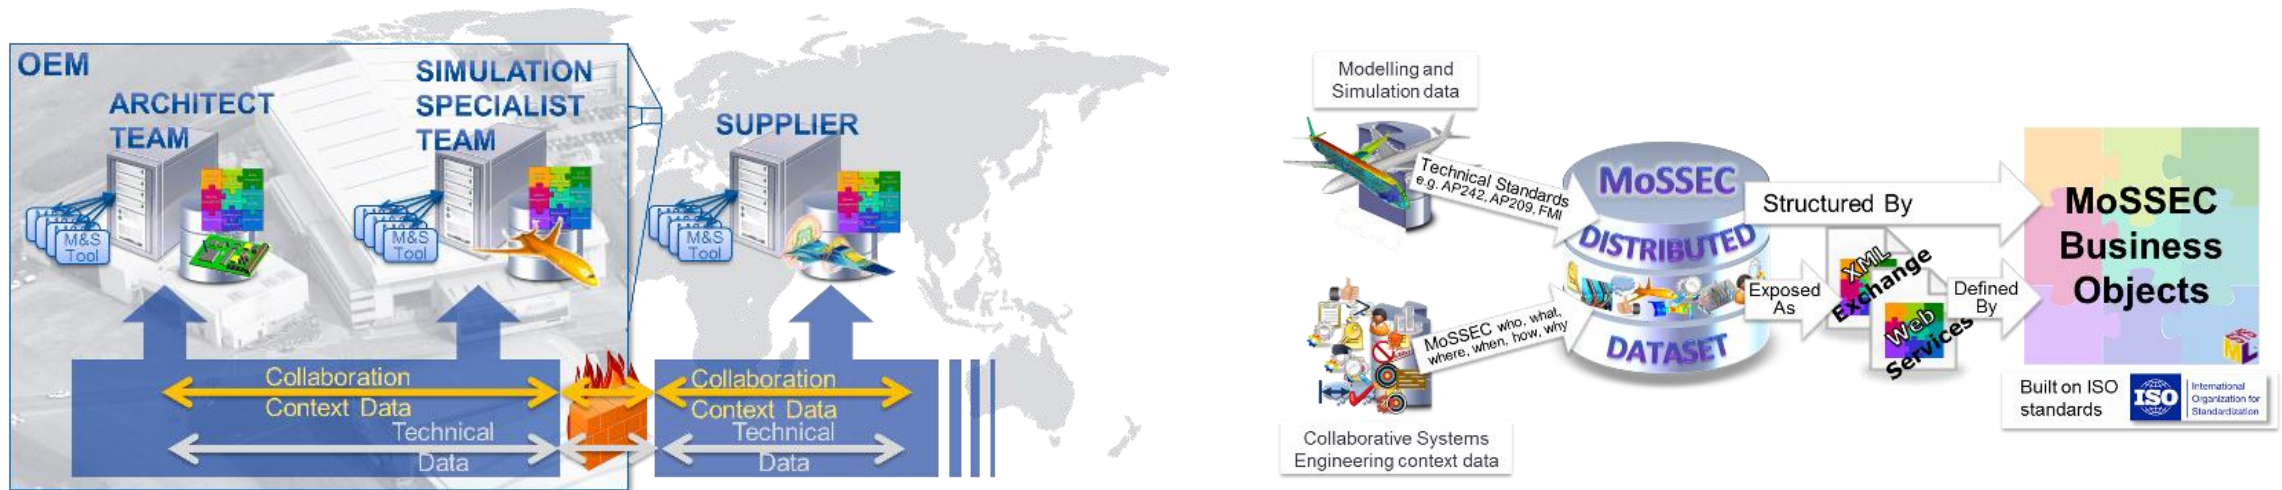 OEM
ARCHITECT
TEAM
SIMULATION
SPECIALIST
TEAM
SUPPLIER
M&S
Tool
M&S
Tool
M&S
Tool
Collaboration
Context Data
Technical
Data
Collaboration
Context Data
Technical
Data
Modelling and
Simulation data
Technical Standards
e.g. AP242, AP209, FMI
MoSSEC who, what,
where, when, how, why
Collaborative Systems
Engineering context data
MoSSEC
DISTRIBUTED
DATASET
Structured By
Exposed
As
XML
Exchange
Web
Services
Defined
By
MoSSEC
Business
Objects
SYS
ML
Built on ISO
standards
ISO
International
Organization for
Standardization